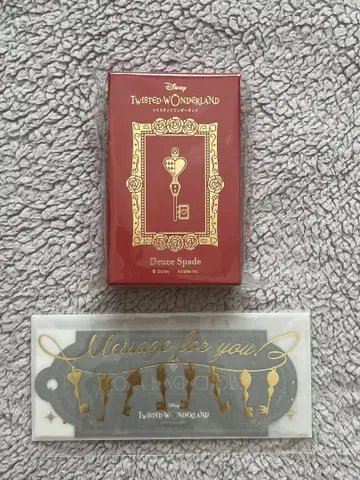 Disney
TWISTED-WONDERLAND
ツイステッドワンダーランド
Deuce Spade
© Disney
Message for you!
Disney
TWISTED-WONDERLAND